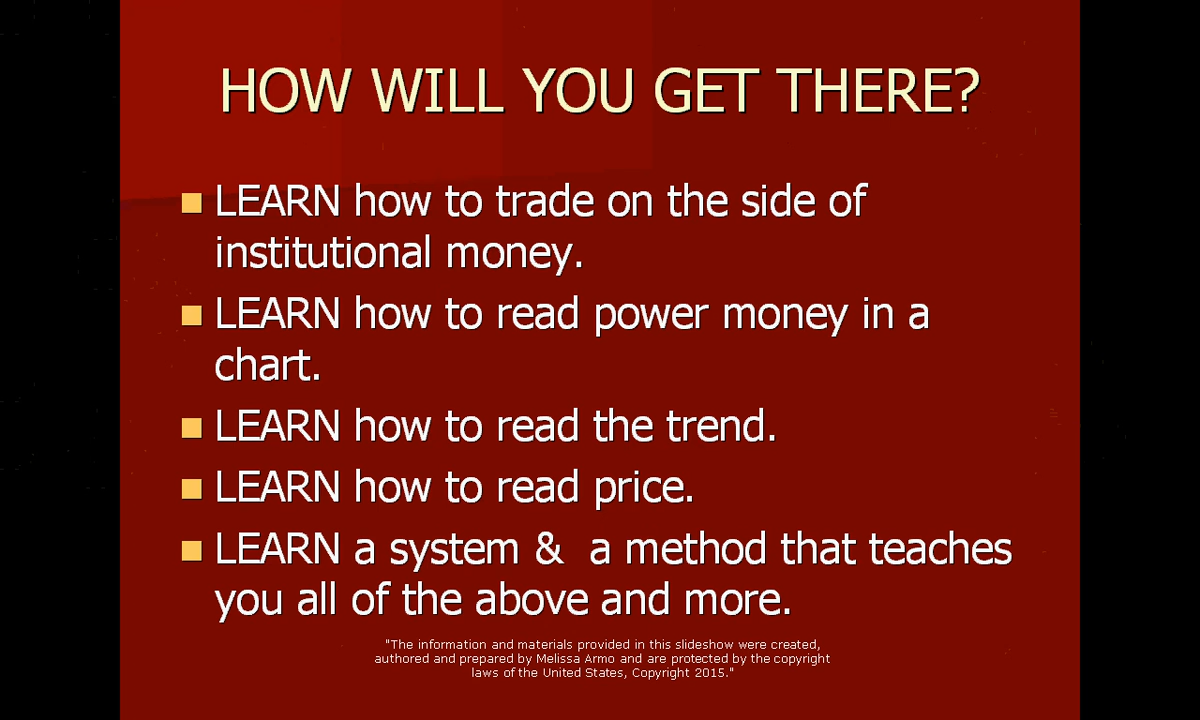 HOW WILL YOU GET THERE?
LEARN how to trade on the side of
institutional money.
LEARN how to read power money in a
chart.
LEARN how to read the trend.
LEARN how to read price.
LEARN a system &  a method that teaches
you all of the above and more.
"The information and materials provided in this slideshow were created,
authored and prepared by Melissa Armo and are protected by the copyright
laws of the United States, Copyright 2015."